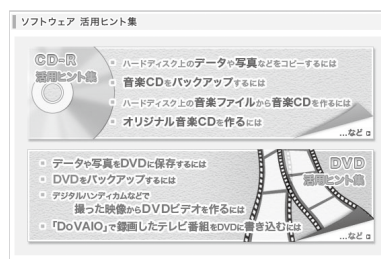 ソフトウェア 活用ヒント集
CD-R
活用ヒント集
ハードディスク上のデータや写真などをコピーするには
音楽CDをバックアップするには
ハードディスク上の音楽ファイルから音楽CDを作るには
オリジナル音楽CDを作るには
...など
データや写真をDVDに保存するには
DVD
活用ヒント集
DVDをバックアップするには
デジタルハンディカムなどで
撮った映像からDVDビデオを作るには
「DoVAIO」で録画したテレビ番組をDVDに書き込むには
...など